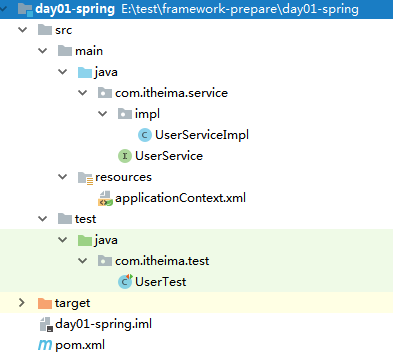 day01-spring E:\test\framework-prepare\day01-spring
src
main
java
com.itheima.service
impl
UserServiceImpl
UserService
resources
applicationContext.xml
test
java
com.itheima.test
UserTest
target
day01-spring.iml
pom.xml